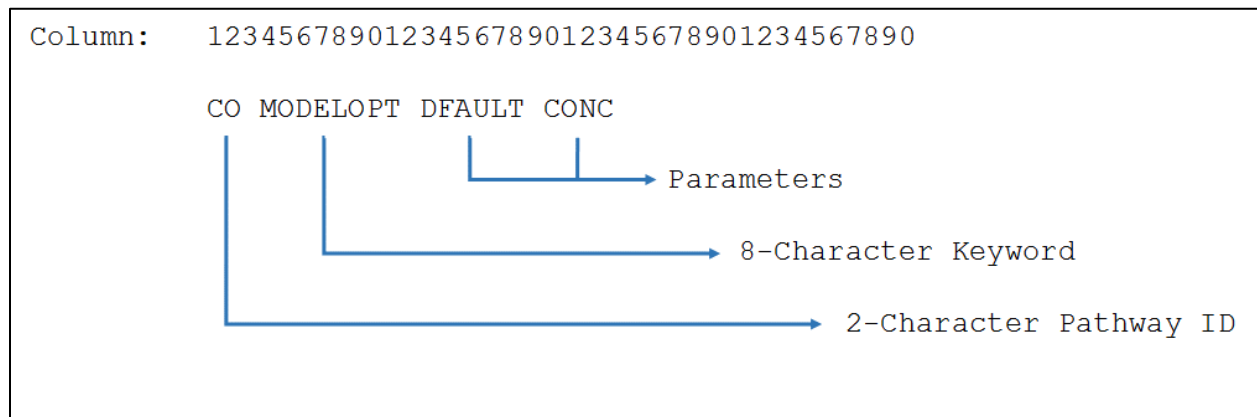 Column: 1234567890123456789012345678901234567890
CO MODELOPT DFAULT CONC
Parameters
8-Character Keyword
2-Character Pathway ID